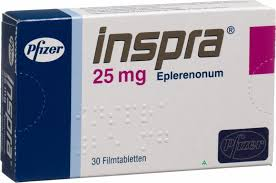 Pfizer
inspra®
25 mg Eplerenonum
30 Filmtabletten
Pfizer